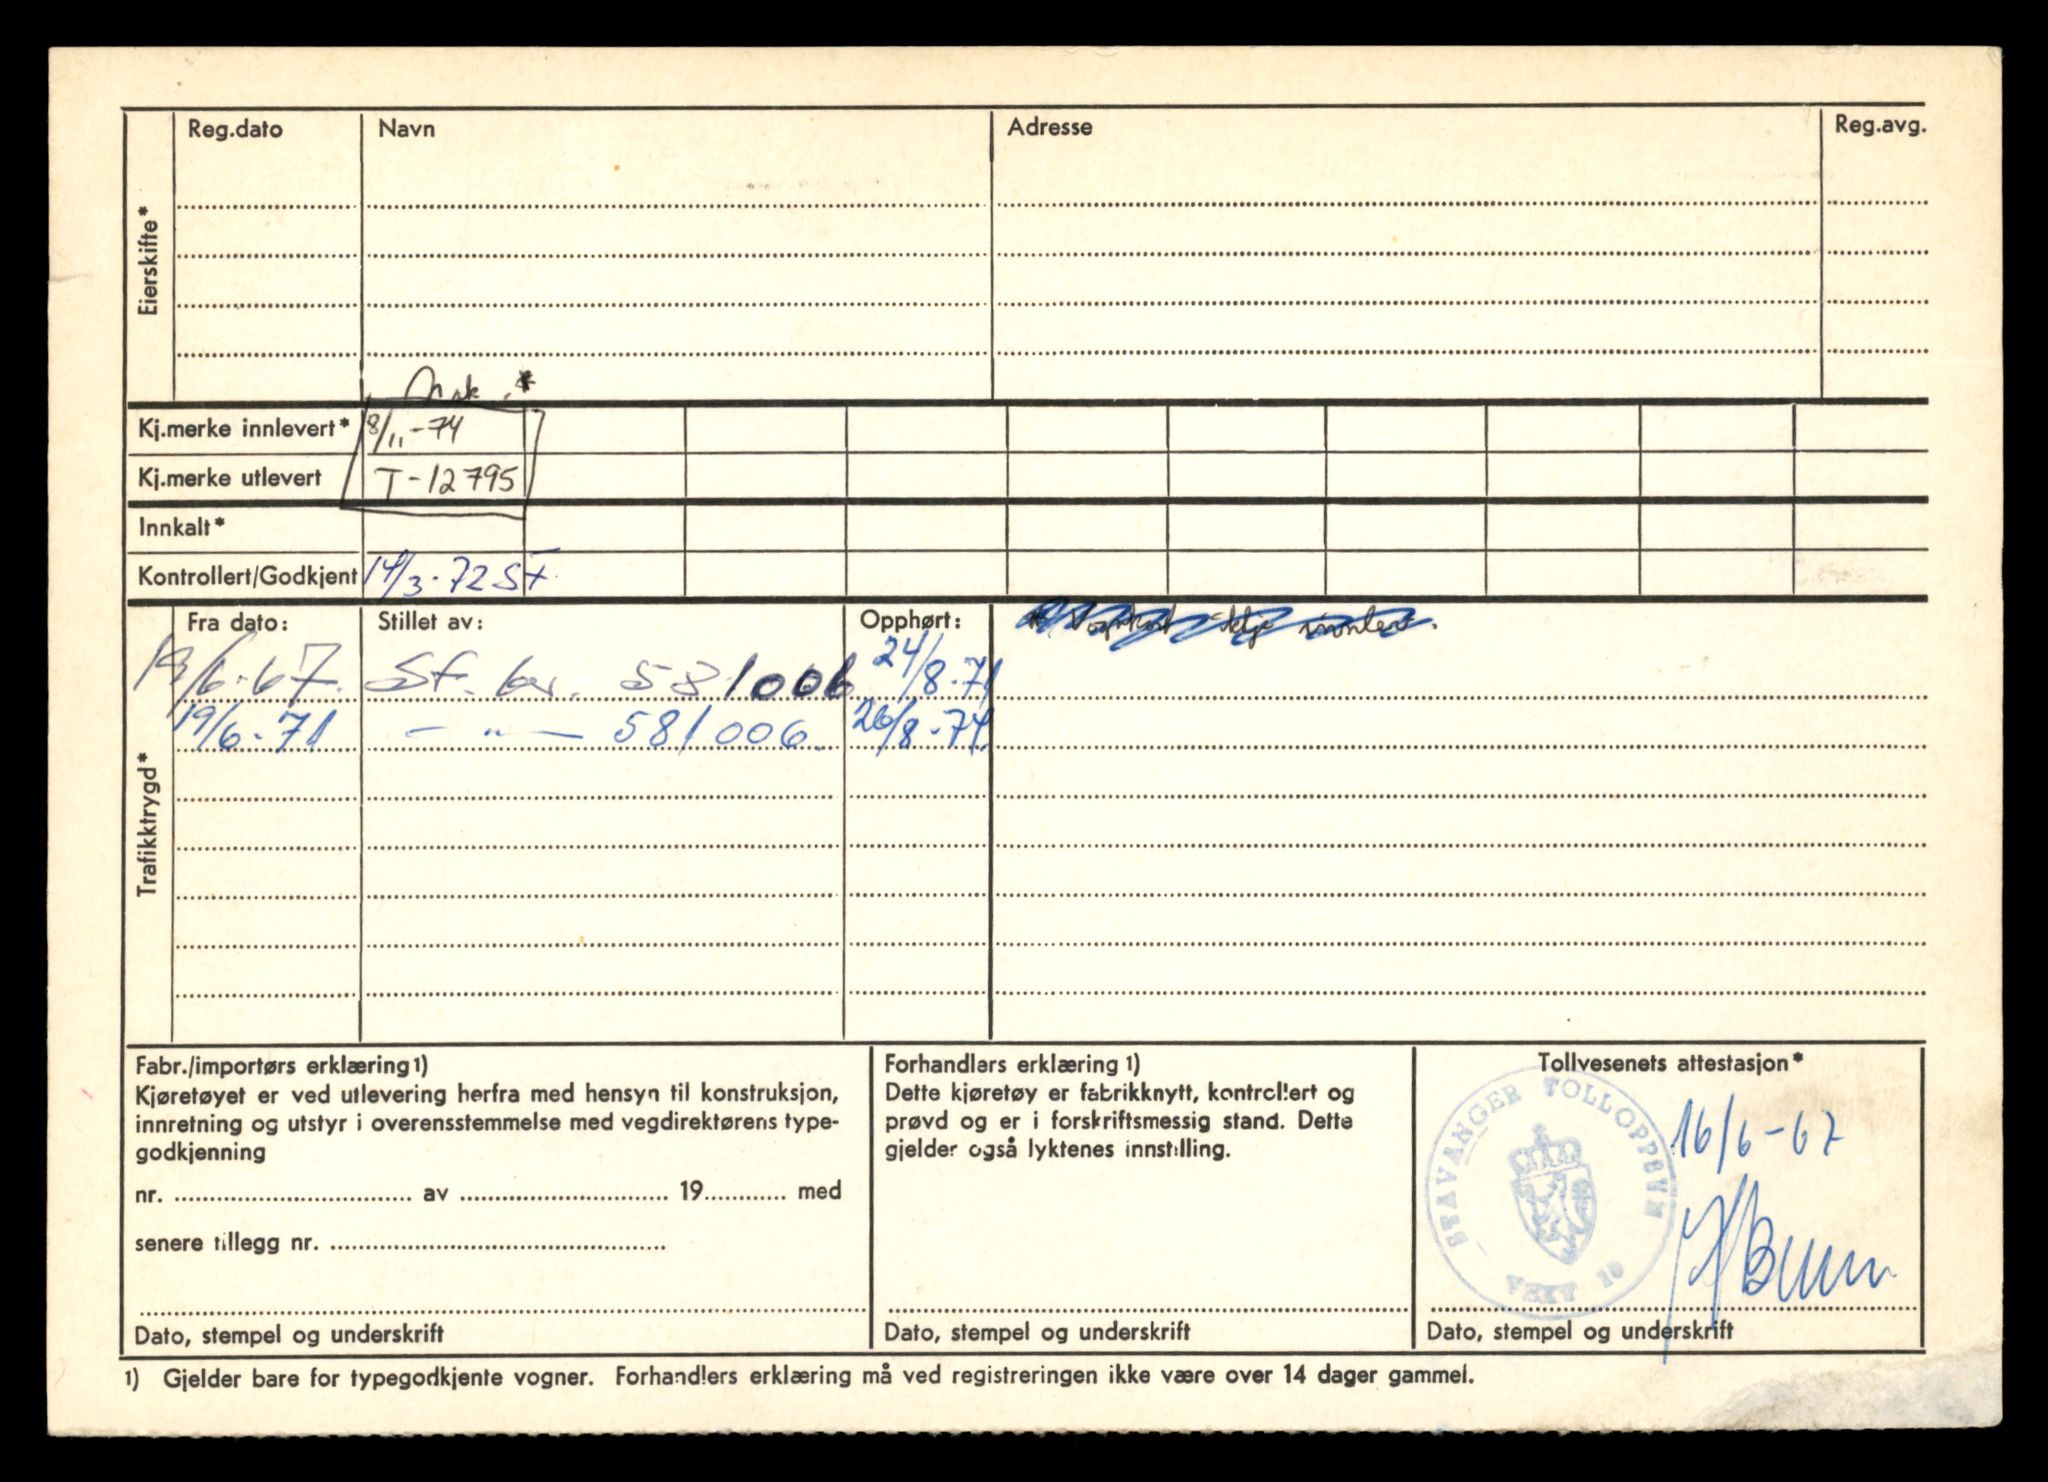 Eierskifte*
Reg.dato Navn Adresse Reg.avg.
Kj.merke innlevert* 8/11-74
Kj.merke utlevert T-12795
Innkalt*
Kontrollert/Godkjent 14/3-72 St.
Trafikktrygd*
Fra dato: Stillet av: Opphørt:
* Vognkort ikke innlev.
19/6-67. St. br. 581006 24/8-71
19/6-71 - " - 581006. 26/8-74.
Fabr./importørs erklæring 1)
Kjøretøyet er ved utlevering herfra med hensyn til konstruksjon,
innretning og utstyr i overensstemmelse med vegdirektørens type-
godkjenning
nr. av 19 med
senere tillegg nr.
Dato, stempel og underskrift
Forhandlers erklæring 1)
Dette kjøretøy er fabrikknytt, kontrollert og
prøvd og er i forskriftsmessig stand. Dette
gjelder også lyktenes innstilling.
Dato, stempel og underskrift
Tollvesenets attestasjon*
STAVANGER TOLLOPPSYN
VEKT 10
16/6-67
Dato, stempel og underskrift
1) Gjelder bare for typegodkjente vogner. Forhandlers erklæring må ved registreringen ikke være over 14 dager gammel.